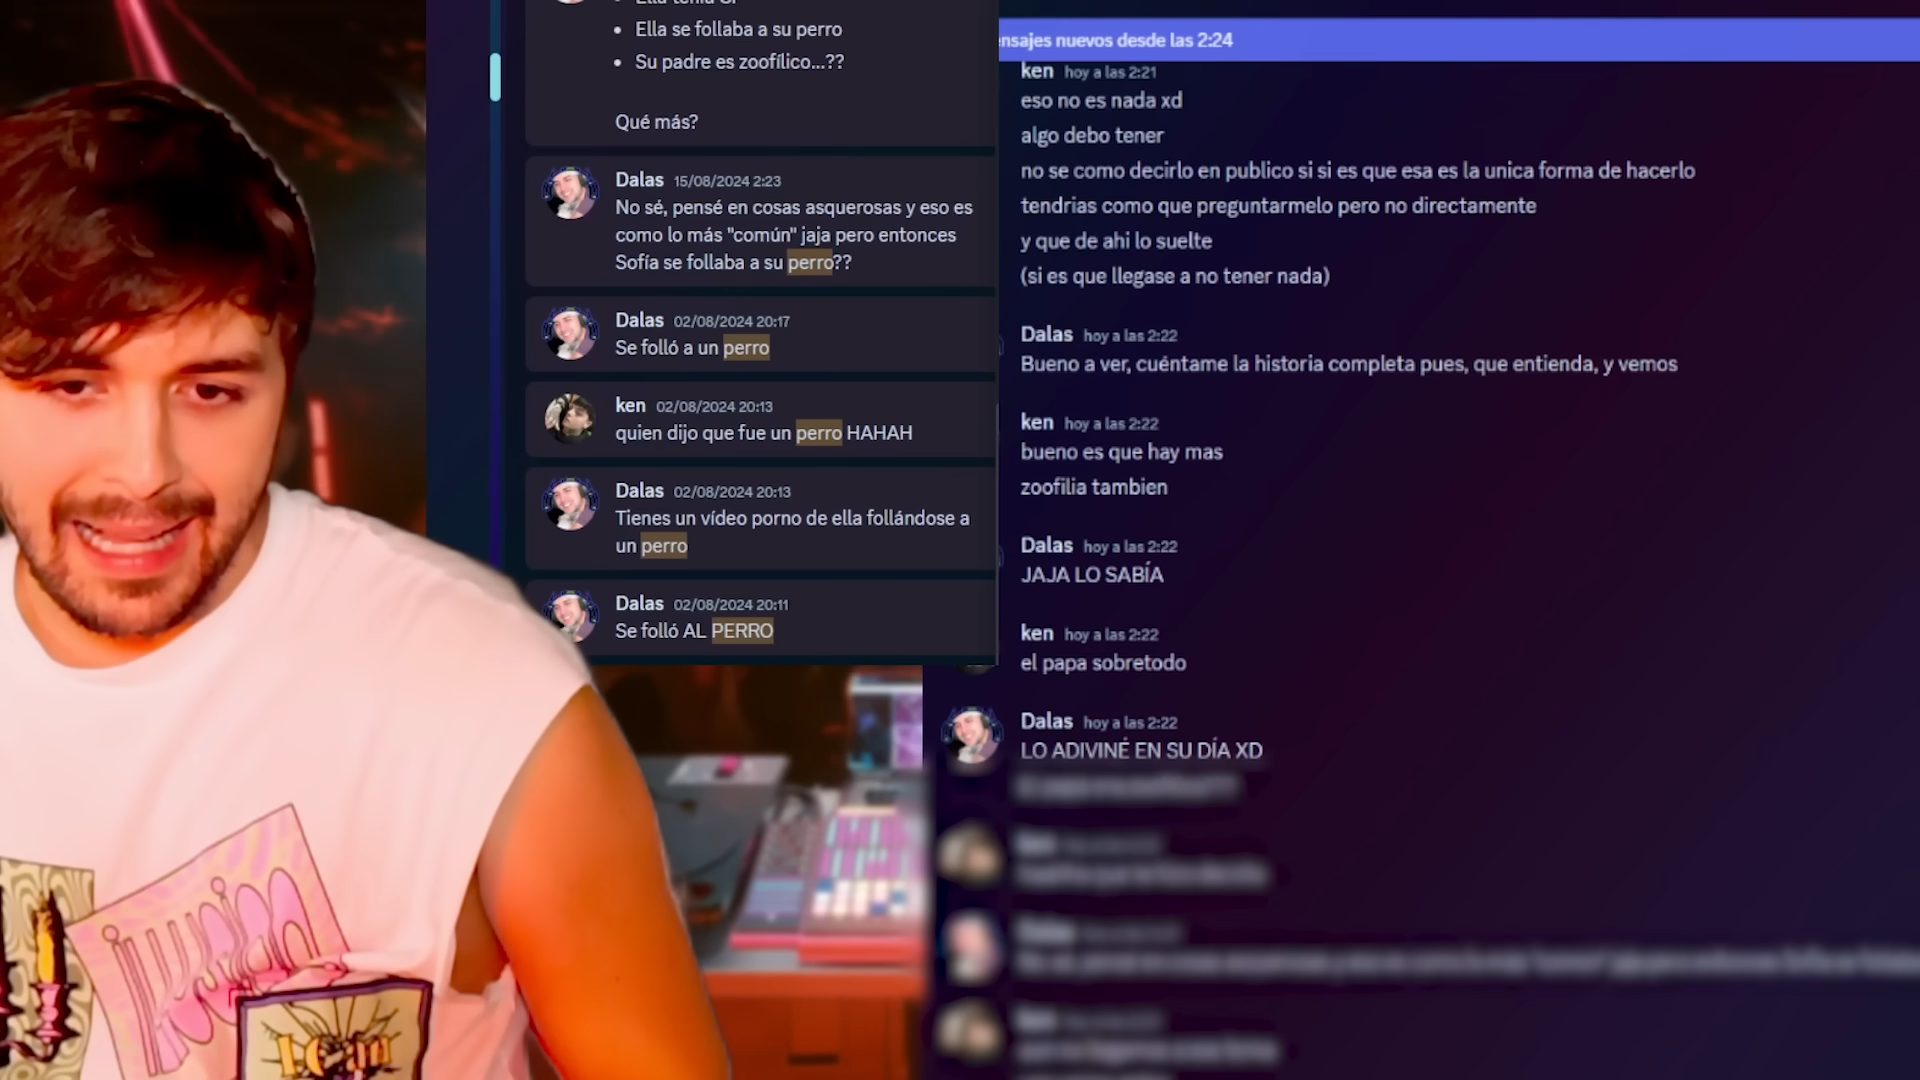 Ella se follaba a su perro
Su padre es zoofílico...??
Qué más?
Dalas 15/08/2024 2:23
No sé, pensé en cosas asquerosas y eso es
como lo más "común" jaja pero entonces
Sofía se follaba a su perro??
Dalas 02/08/2024 20:17
Se folló a un perro
ken 02/08/2024 20:13
quien dijo que fue un perro HAHAH
Dalas 02/08/2024 20:13
Tienes un vídeo porno de ella follándose a
un perro
Dalas 02/08/2024 20:11
Se folló AL PERRO
nsajes nuevos desde las 2:24
ken hoy a las 2:21
eso no es nada xd
algo debo tener
no se como decirlo en publico si si es que esa es la unica forma de hacerlo
tendrias como que preguntarmelo pero no directamente
y que de ahi lo suelte
(si es que llegase a no tener nada)
Dalas hoy a las 2:22
Bueno a ver, cuéntame la historia completa pues, que entienda, y vemos
ken hoy a las 2:22
bueno es que hay mas
zoofilia tambien
Dalas hoy a las 2:22
JAJA LO SABÍA
ken hoy a las 2:22
el papa sobretodo
Dalas hoy a las 2:22
LO ADIVINÉ EN SU DÍA XD
illusion